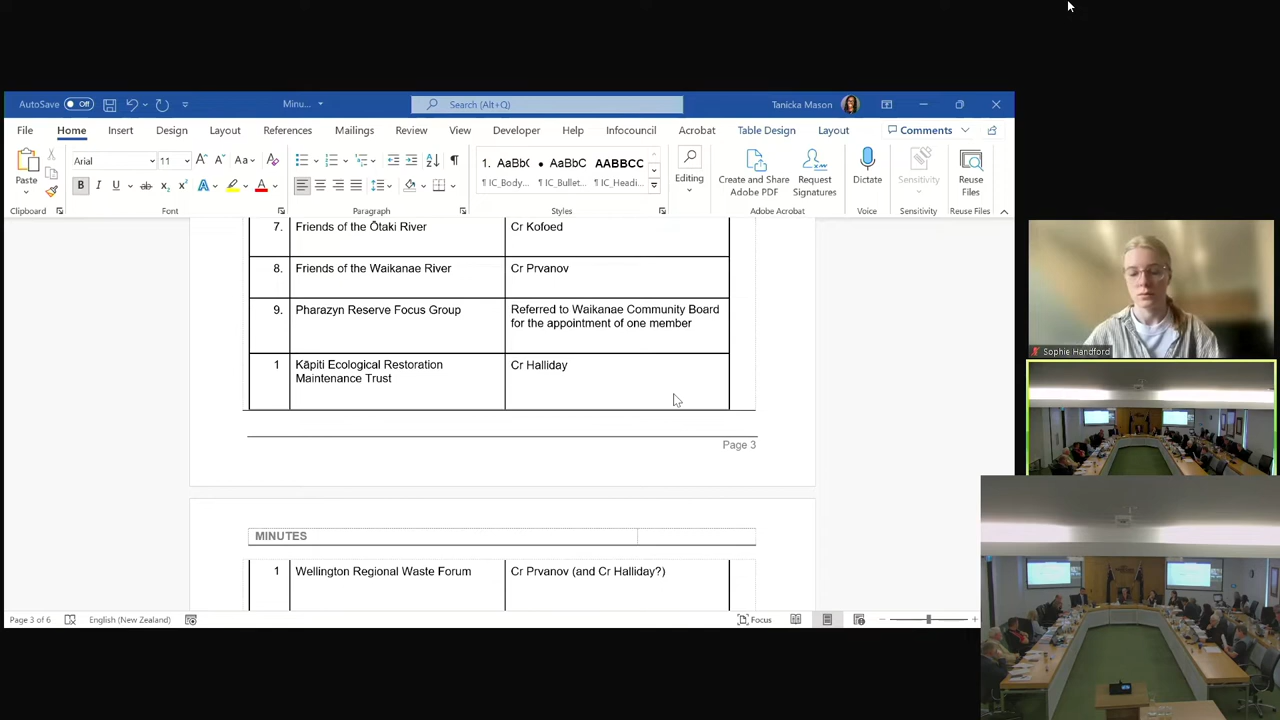 AutoSave Off Minu... Search (Alt+Q) Tanicka Mason
File Home Insert Design Layout References Mailings Review View Developer Help Infocouncil Acrobat Table Design Layout Comments
Paste Arial 11 Aa
B I U ab x₂ x² A A
1. AaBb( ¶ IC_Body...
● AaBbC ¶ IC_Bullet...
AABBCC ¶ IC_Headi...
Editing
Create and Share
Adobe PDF
Request
Signatures
Dictate
Sensitivity
Reuse
Files
Clipboard Font Paragraph Styles Adobe Acrobat Voice Sensitivity Reuse Files
7. Friends of the Ōtaki River Cr Kofoed
8. Friends of the Waikanae River Cr Prvanov
9. Pharazyn Reserve Focus Group Referred to Waikanae Community Board
for the appointment of one member
1 Kāpiti Ecological Restoration Cr Halliday
Maintenance Trust
Page 3
MINUTES
1 Wellington Regional Waste Forum Cr Prvanov (and Cr Halliday?)
Page 3 of 6 English (New Zealand) Focus
Sophie Handford